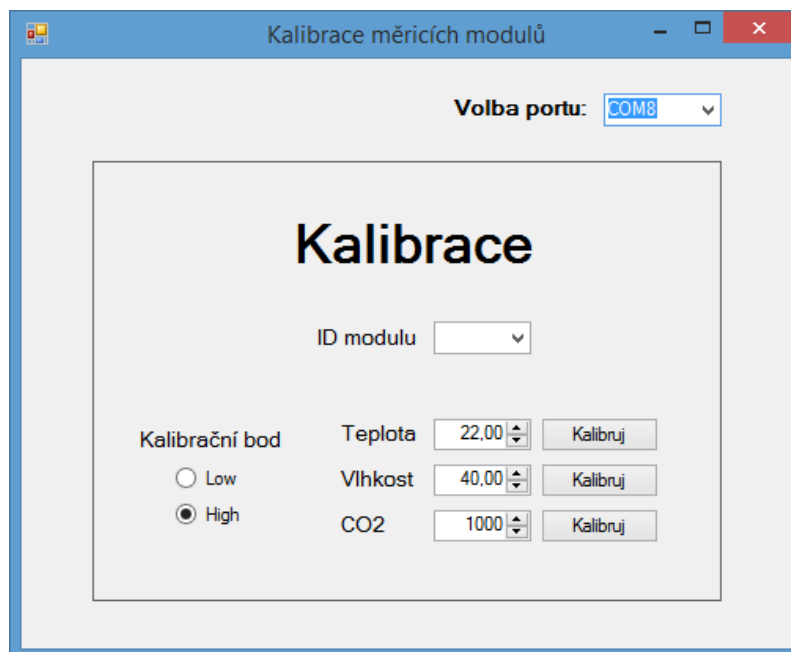 Kalibrace měricích modulů
Volba portu: COM8
Kalibrace
ID modulu
Kalibrační bod
Low
High
Teplota 22,00 Kalibruj
Vlhkost 40,00 Kalibruj
CO2 1000 Kalibruj